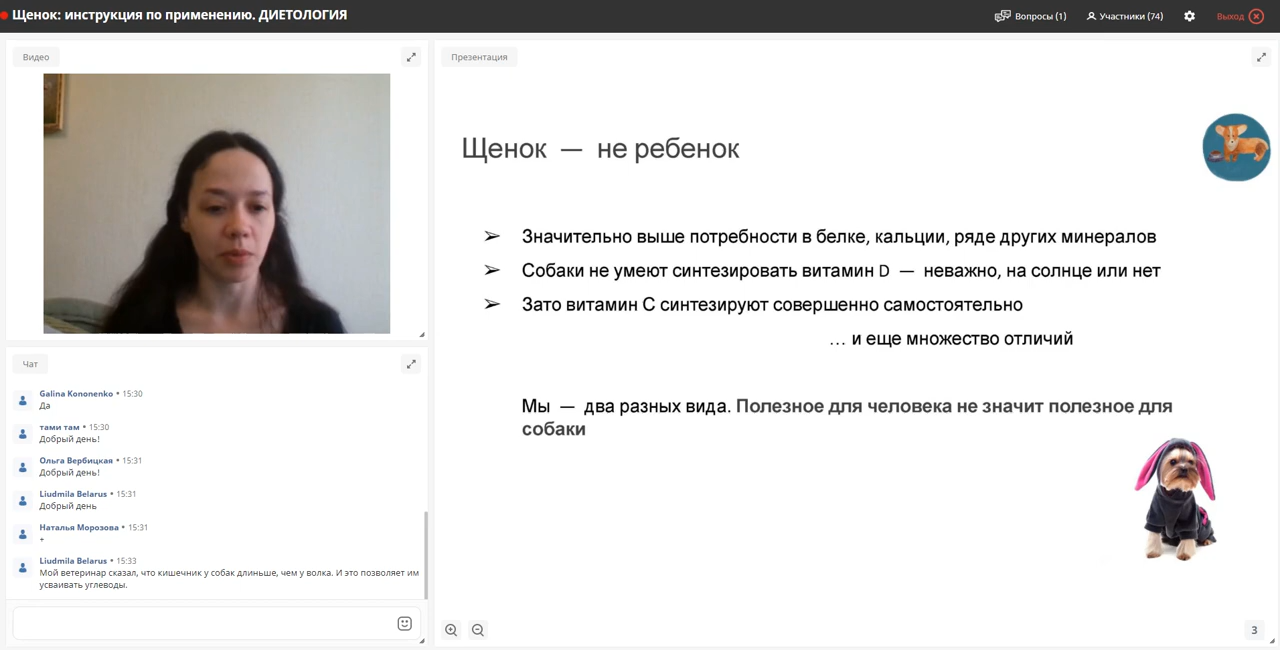 Щенок: инструкция по применению. ДИЕТОЛОГИЯ
Вопросы (1)
Участники (74)
Выход
Видео
Презентация
Щенок — не ребенок
➢ Значительно выше потребности в белке, кальции, ряде других минералов
➢ Собаки не умеют синтезировать витамин D — неважно, на солнце или нет
➢ Зато витамин С синтезируют совершенно самостоятельно
… и еще множество отличий
Мы — два разных вида. Полезное для человека не значит полезное для
собаки
3
Чат
Galina Kononenko • 15:30
Да
тами там • 15:30
Добрый день!
Ольга Вербицкая • 15:31
Добрый день!
Liudmila Belarus • 15:31
Добрый день
Наталья Морозова • 15:31
+
Liudmila Belarus • 15:33
Мой ветеринар сказал, что кишечник у собак длиньше, чем у волка. И это позволяет им
усваивать углеводы.